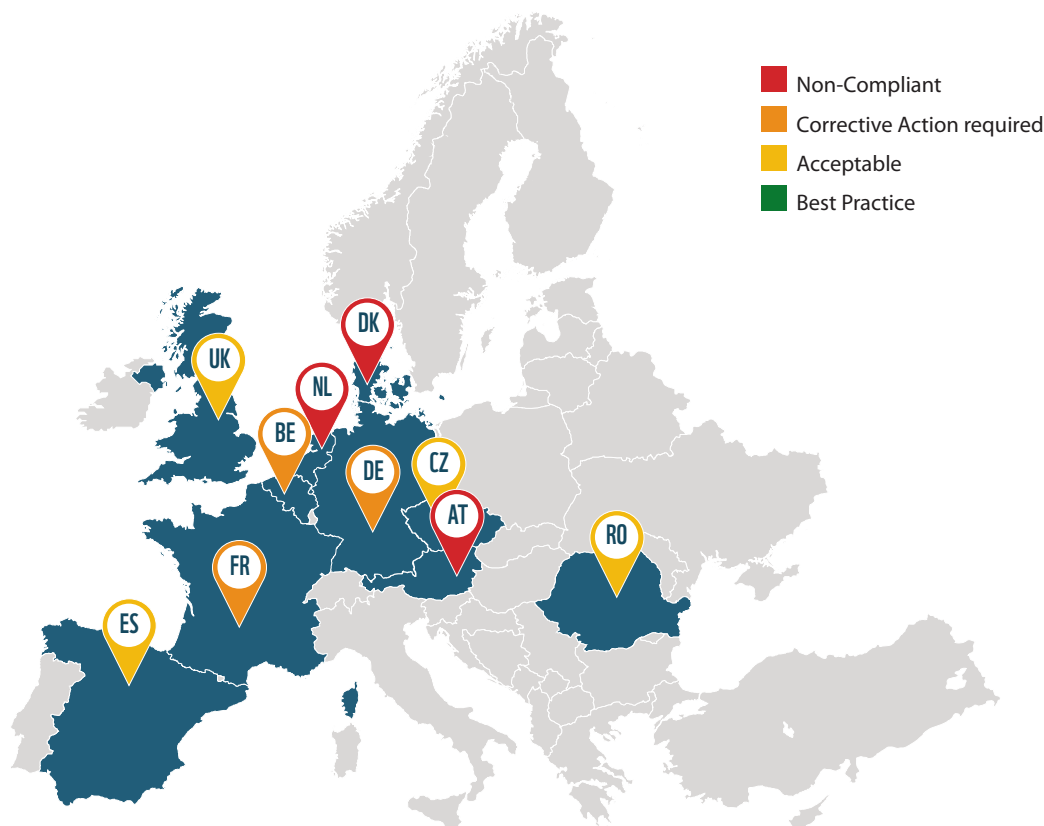 Non-Compliant
Corrective Action required
Acceptable
Best Practice
DK
UK
NL
BE
DE
CZ
AT
RO
FR
ES